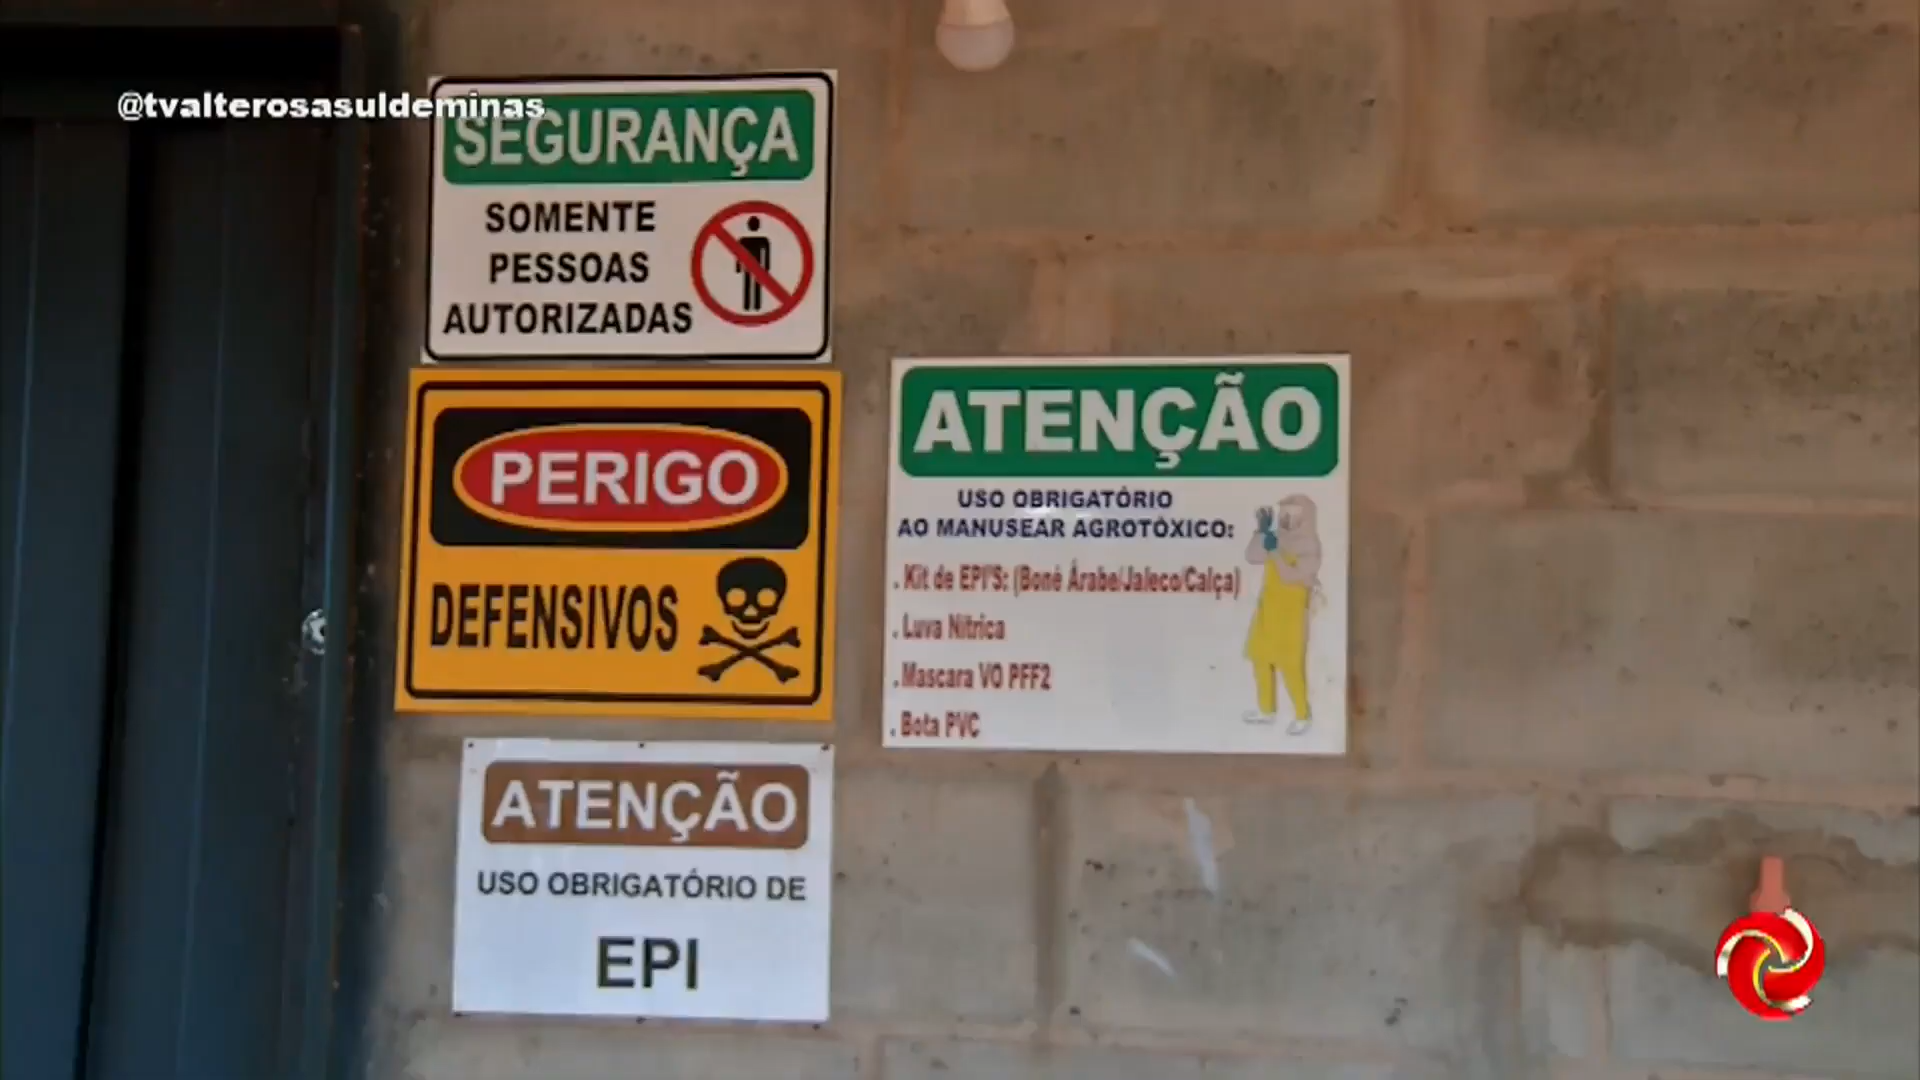 @tvalterosasuldeminas
SEGURANÇA
SOMENTE
PESSOAS
AUTORIZADAS
PERIGO
DEFENSIVOS
ATENÇÃO
USO OBRIGATÓRIO DE
EPI
ATENÇÃO
USO OBRIGATÓRIO
AO MANUSEAR AGROTÓXICO:
. Kit de EPI'S: (Boné Árabe/Jaleco/Calça)
. Luva Nitrica
. Mascara VO PFF2
. Bota PVC